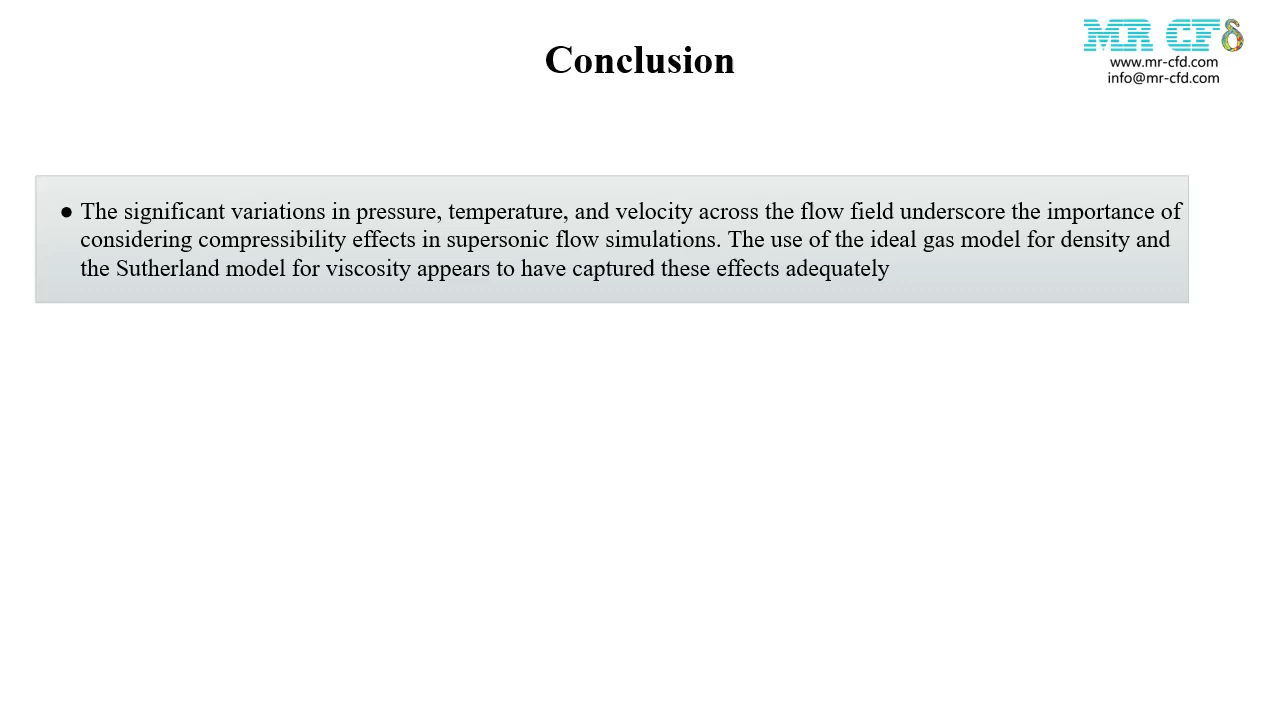 Conclusion
MR CFδ
www.mr-cfd.com
info@mr-cfd.com
● The significant variations in pressure, temperature, and velocity across the flow field underscore the importance of
considering compressibility effects in supersonic flow simulations. The use of the ideal gas model for density and
the Sutherland model for viscosity appears to have captured these effects adequately